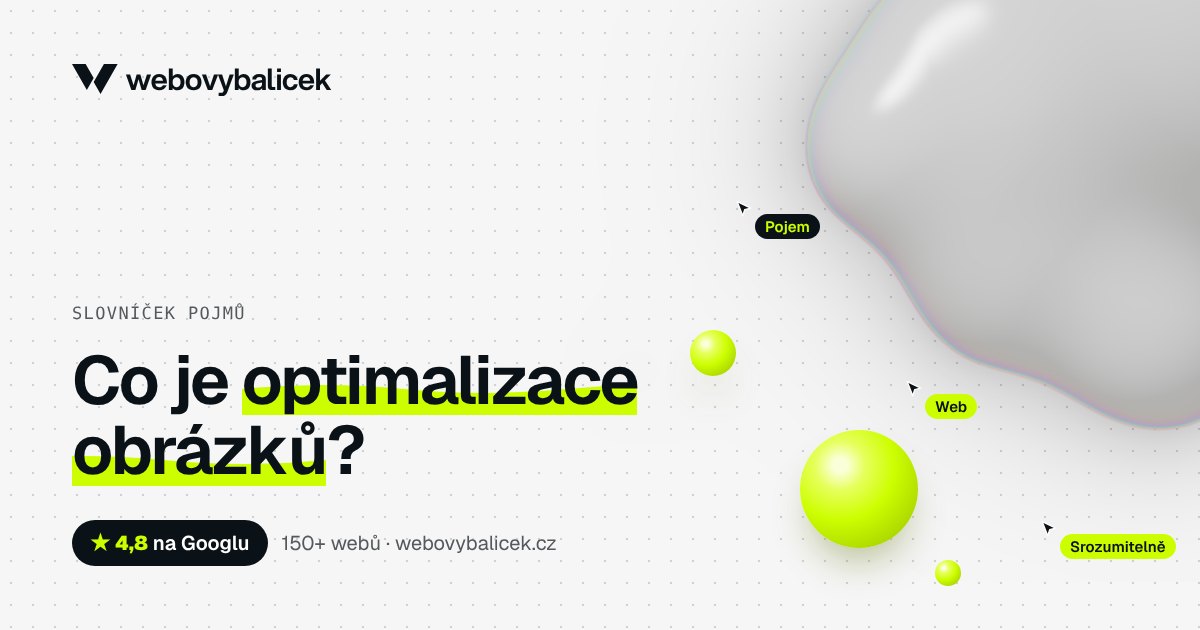 webovybalicek
Pojem
SLOVNÍČEK POJMŮ
Co je optimalizace
obrázků?
Web
★ 4,8 na Googlu 150+ webů · webovybalicek.cz
Srozumitelně